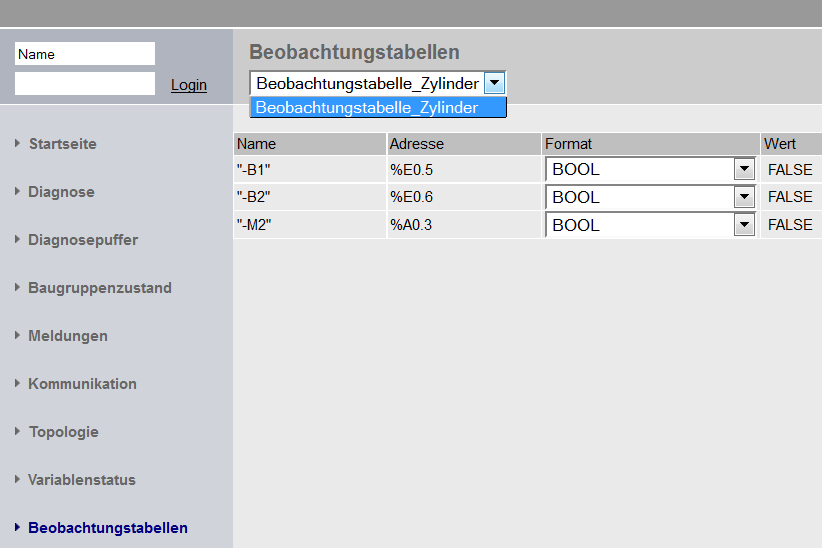 Name
Login
Startseite
Diagnose
Diagnosepuffer
Baugruppenzustand
Meldungen
Kommunikation
Topologie
Variablenstatus
Beobachtungstabellen
Beobachtungstabellen
Beobachtungstabelle_Zylinder
Beobachtungstabelle_Zylinder
Name Adresse Format Wert
"-B1" %E0.5 BOOL FALSE
"-B2" %E0.6 BOOL FALSE
"-M2" %A0.3 BOOL FALSE